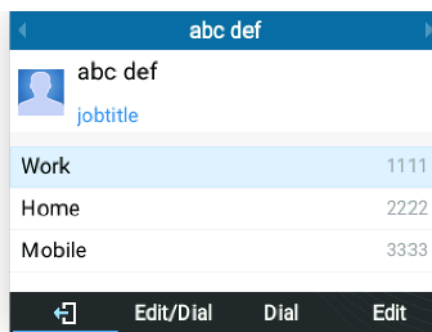 abc def
abc def
jobtitle
Work 1111
Home 2222
Mobile 3333
Edit/Dial Dial Edit